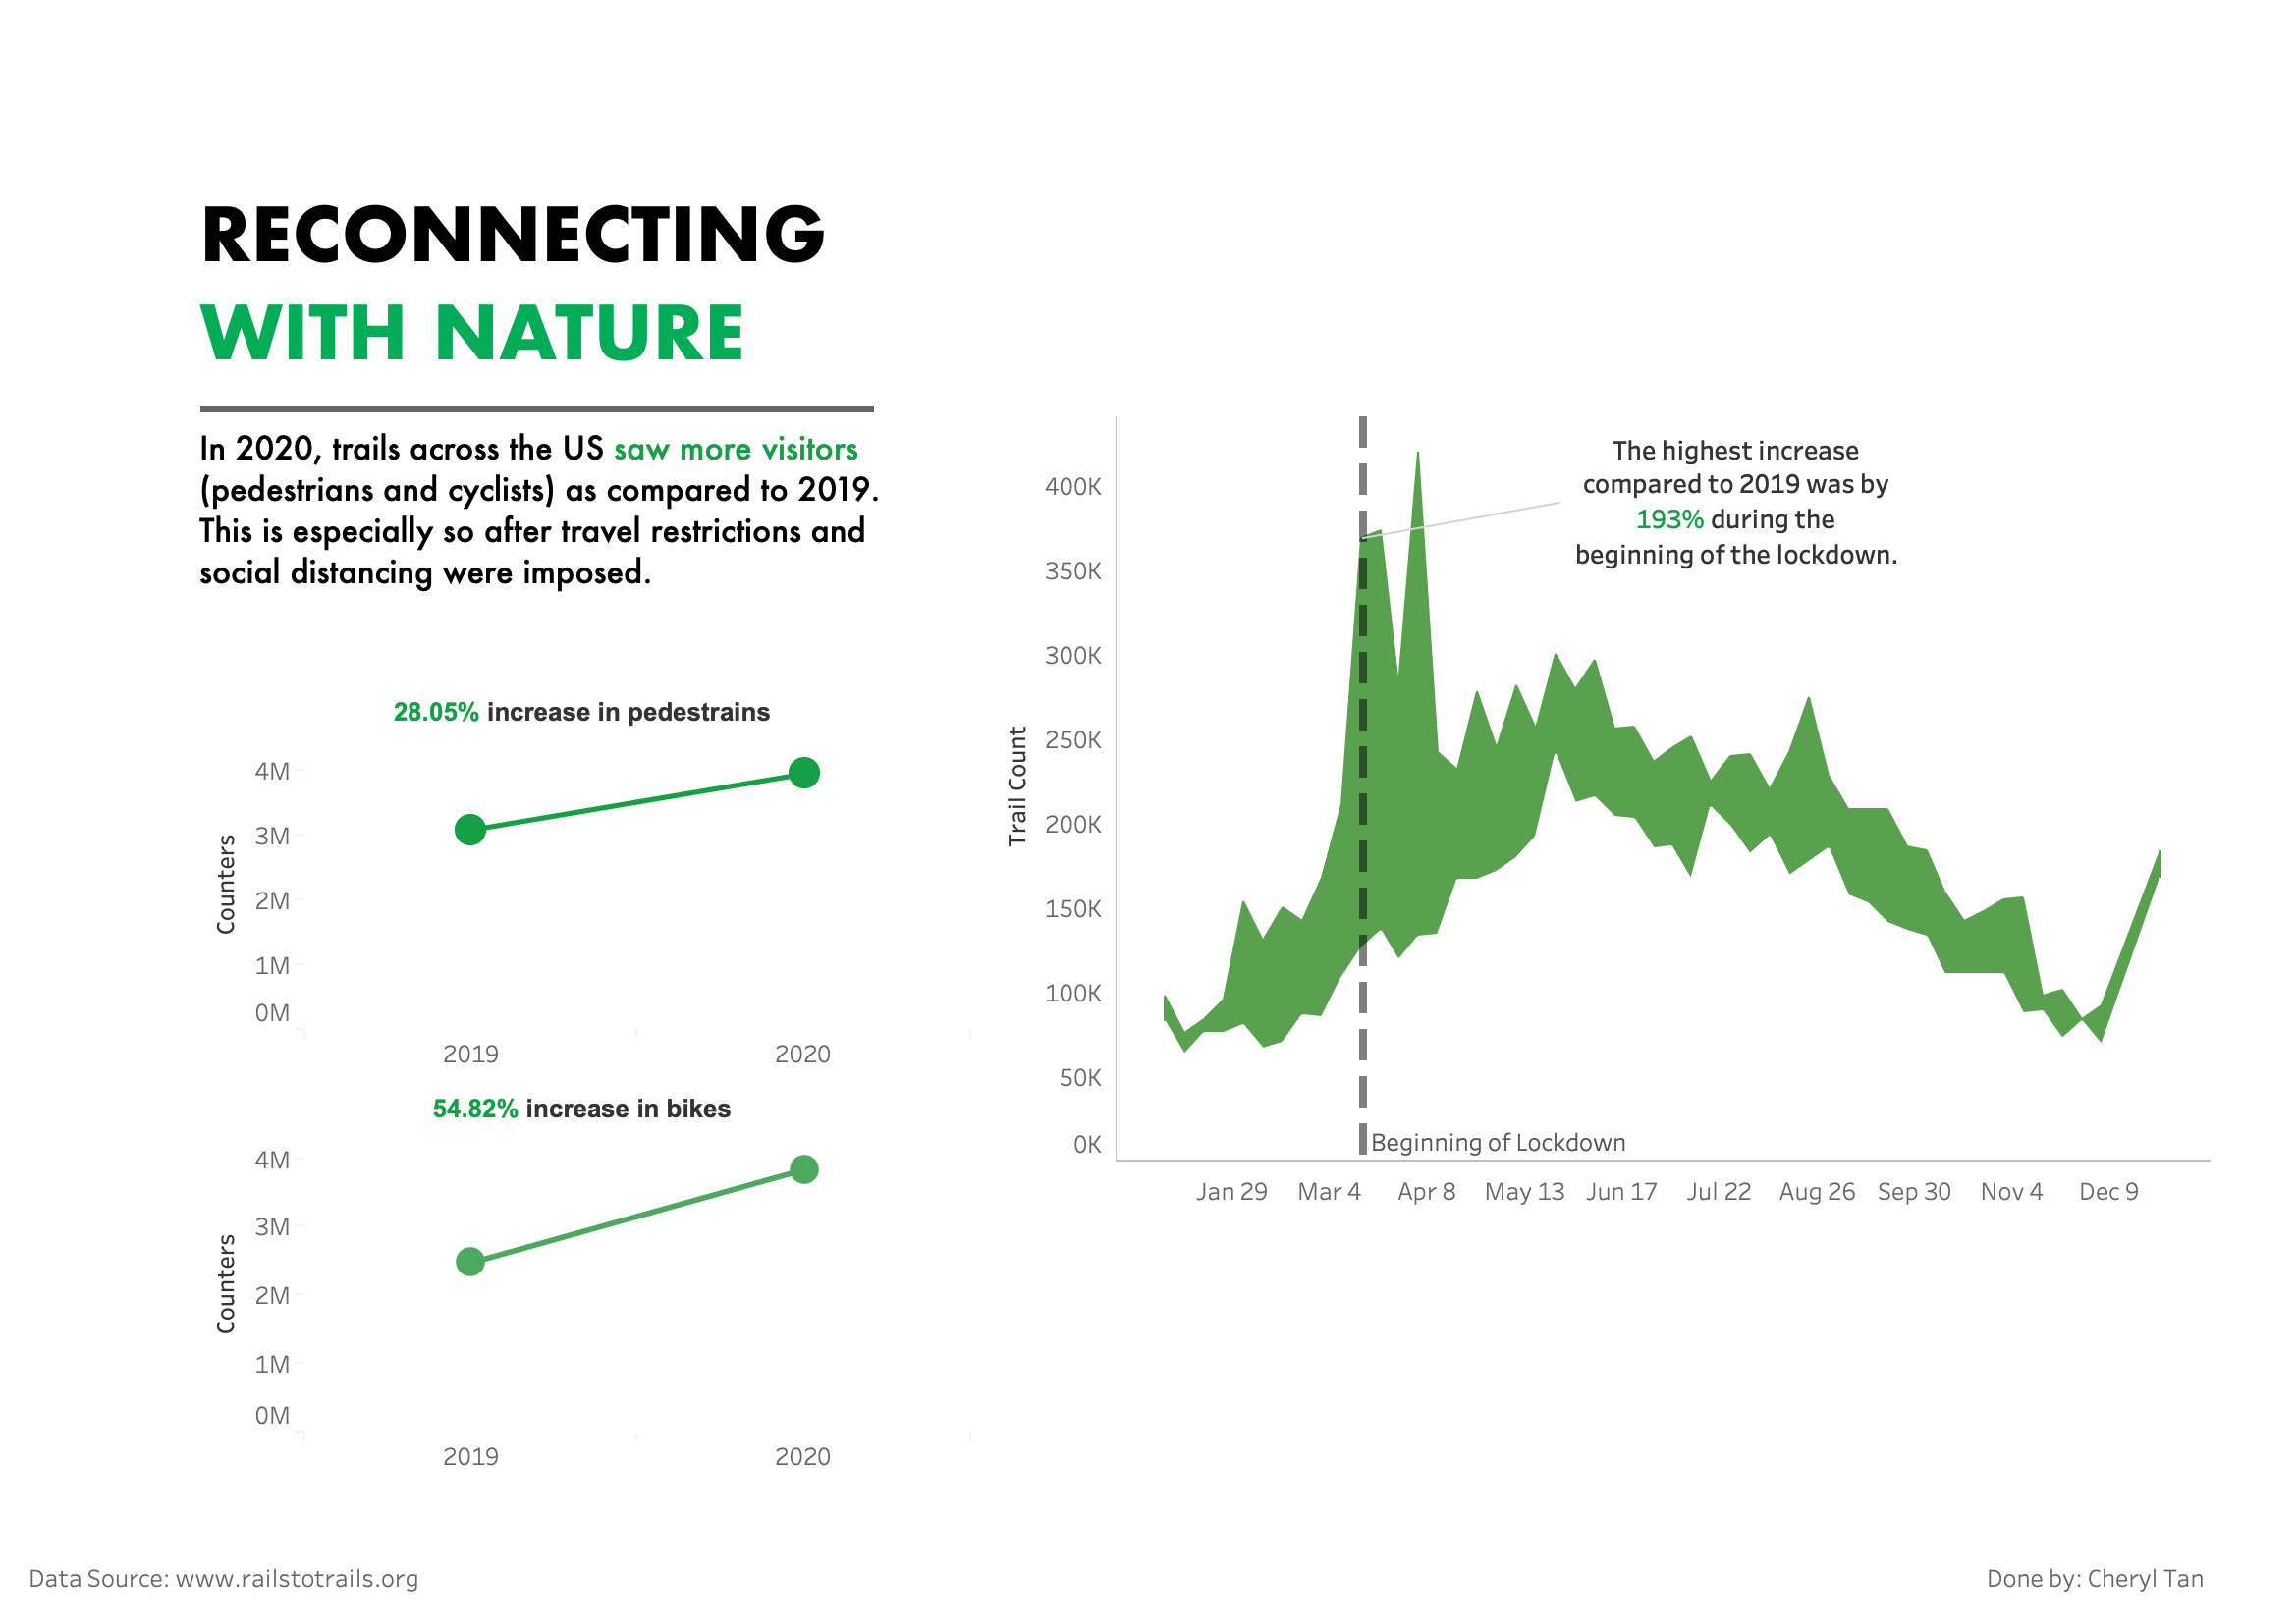 RECONNECTING
WITH NATURE
In 2020, trails across the US saw more visitors
(pedestrians and cyclists) as compared to 2019.
This is especially so after travel restrictions and
social distancing were imposed.
28.05% increase in pedestrains
Counters
4M
3M
2M
1M
0M
2019 2020
54.82% increase in bikes
Counters
4M
3M
2M
1M
0M
2019 2020
The highest increase
compared to 2019 was by
193% during the
beginning of the lockdown.
Trail Count
400K
350K
300K
250K
200K
150K
100K
50K
0K
Beginning of Lockdown
Jan 29 Mar 4 Apr 8 May 13 Jun 17 Jul 22 Aug 26 Sep 30 Nov 4 Dec 9
Data Source: www.railstotrails.org
Done by: Cheryl Tan